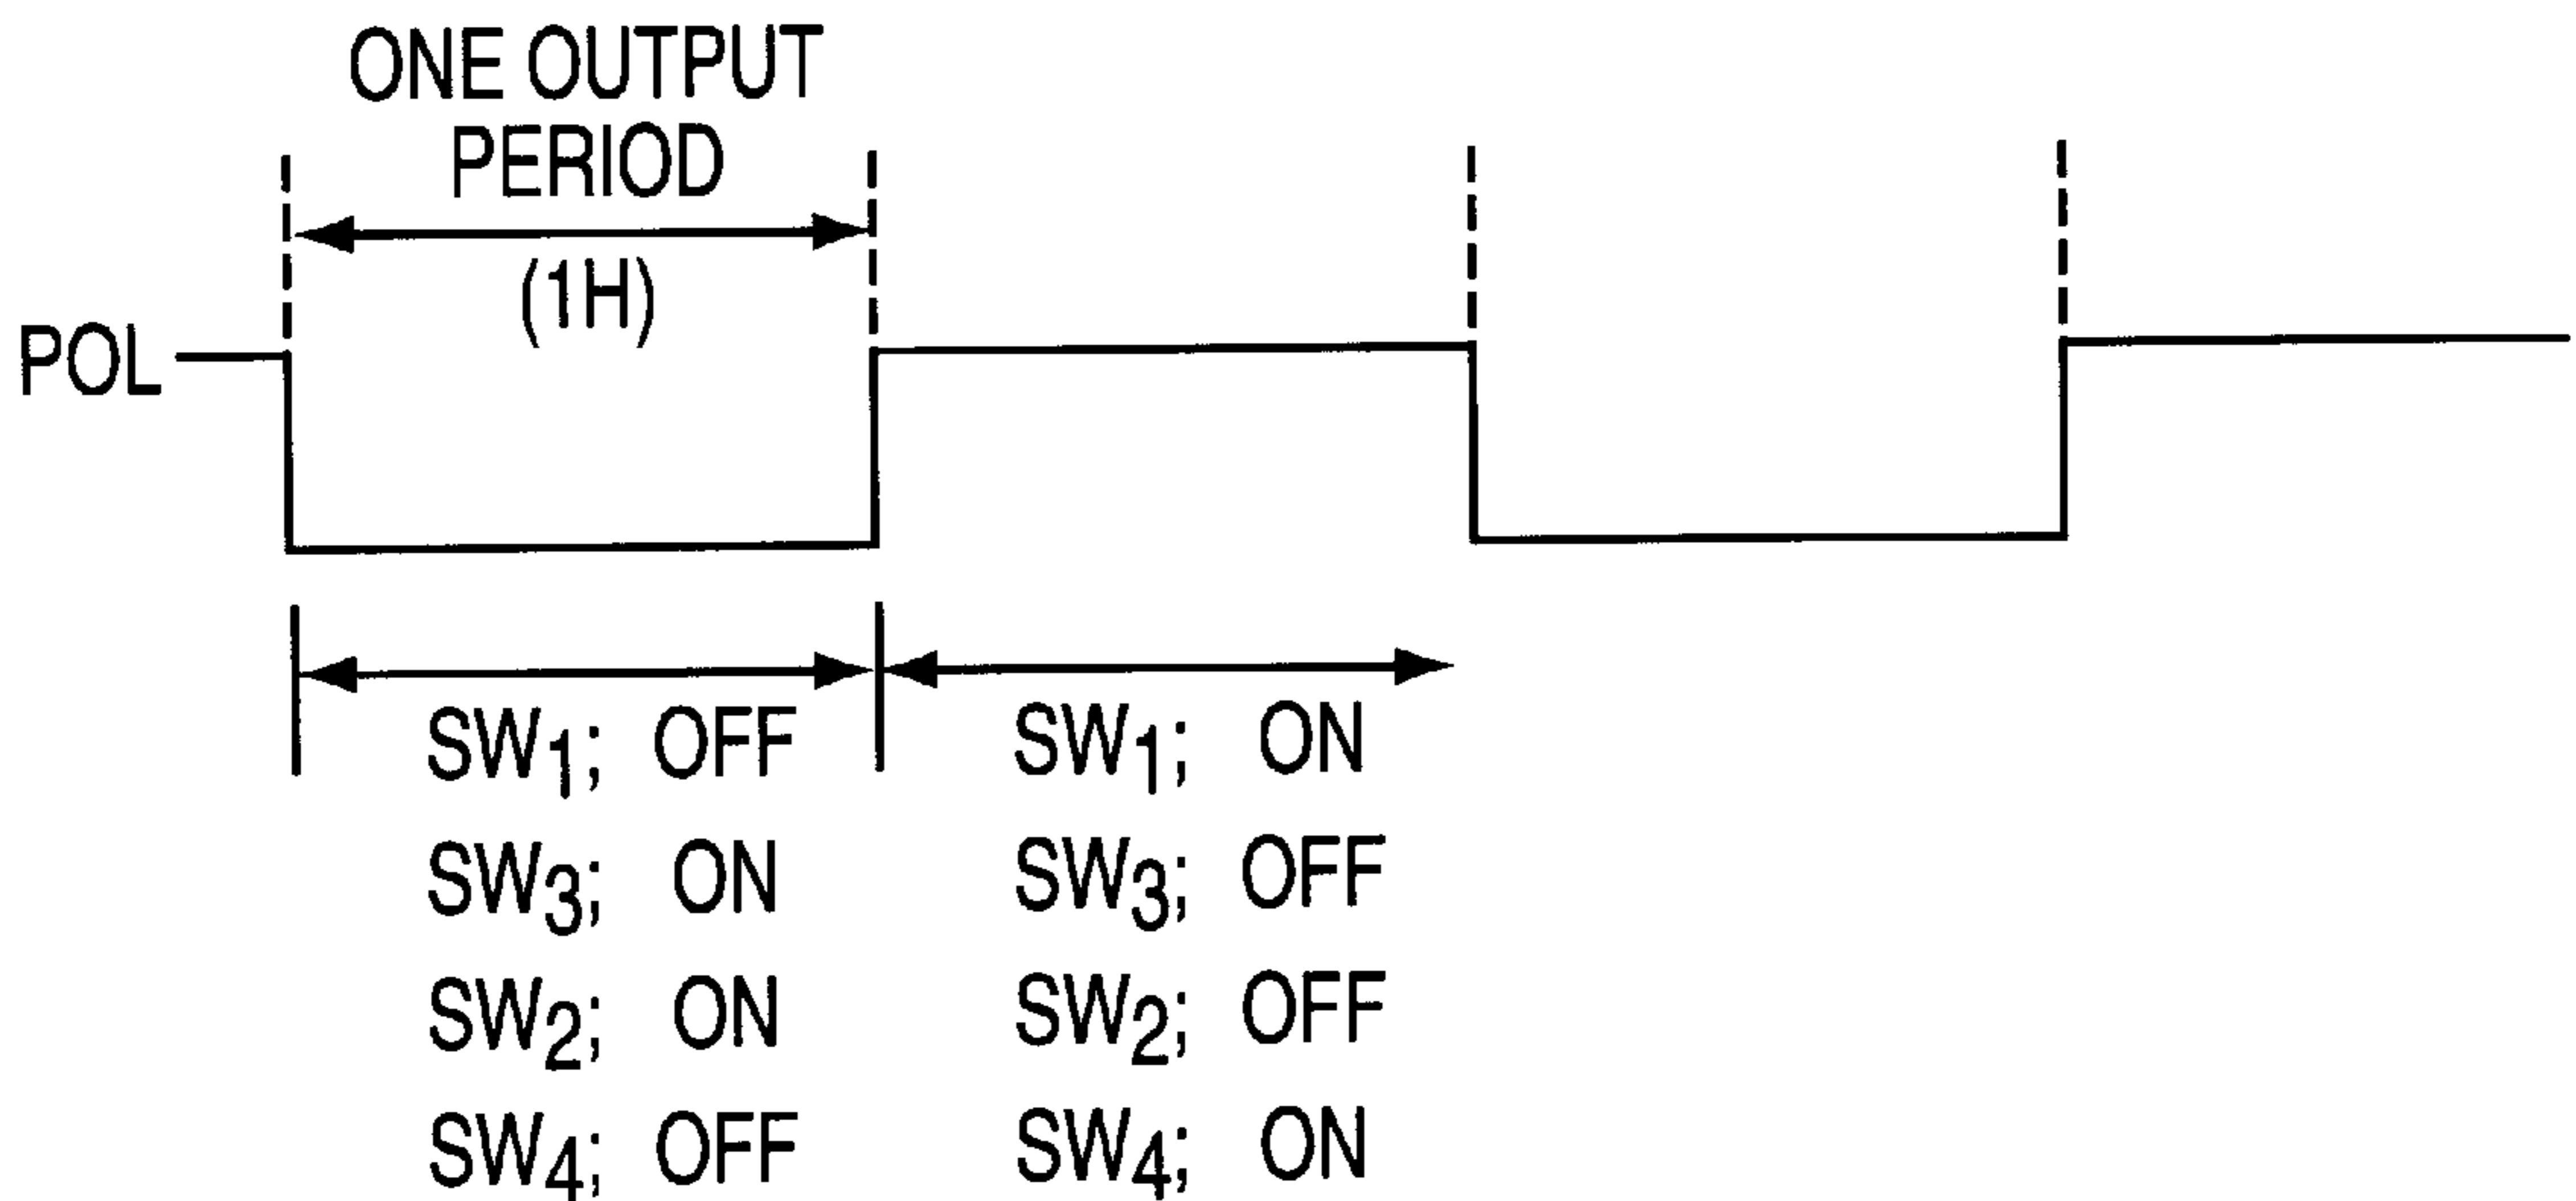 ONE OUTPUT
PERIOD
(1H)
POL
SW1; OFF SW1; ON
SW3; ON SW3; OFF
SW2; ON SW2; OFF
SW4; OFF SW4; ON